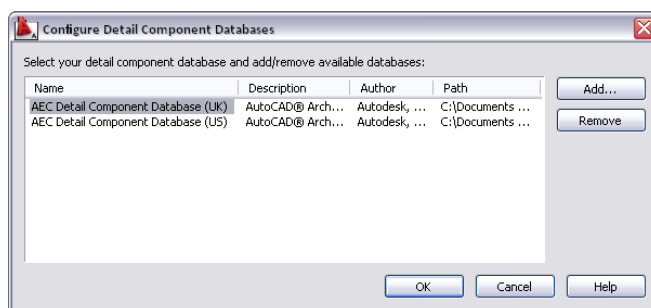 Configure Detail Component Databases
Select your detail component database and add/remove available databases:
Name Description Author Path
AEC Detail Component Database (UK) AutoCAD® Arch... Autodesk, ... C:\Documents ...
AEC Detail Component Database (US) AutoCAD® Arch... Autodesk, ... C:\Documents ...
Add...
Remove
OK Cancel Help